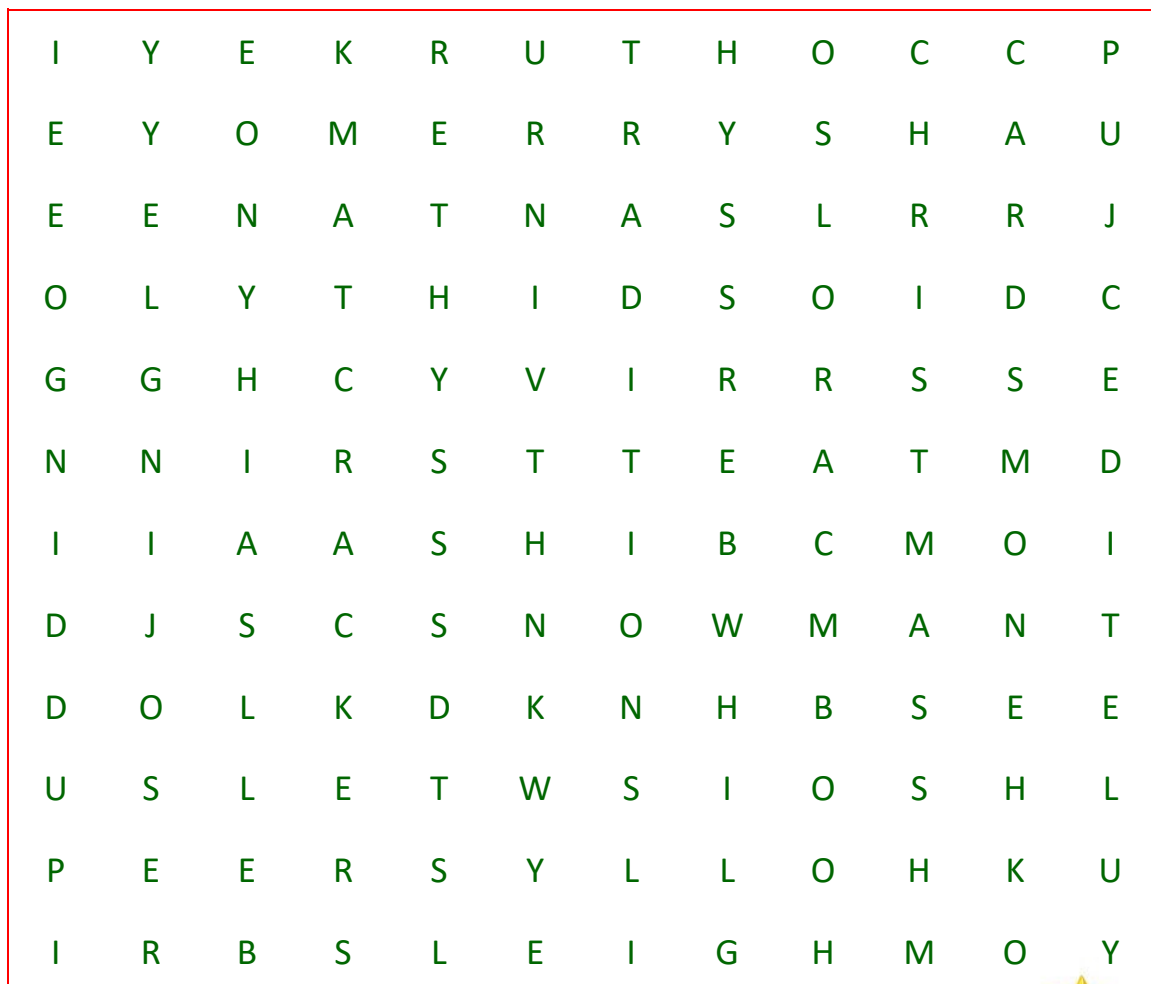 I Y E K R U T H O C C P
E Y O M E R R Y S H A U
E E N A T N A S L R R J
O L Y T H I D S O I D C
G G H C Y V I R R S S E
N N I R S T T E A T M D
I I A A S H I B C M O I
D J S C S N O W M A N T
D O L K D K N H B S E E
U S L E T W S I O S H L
P E E R S Y L L O H K U
I R B S L E I G H M O Y